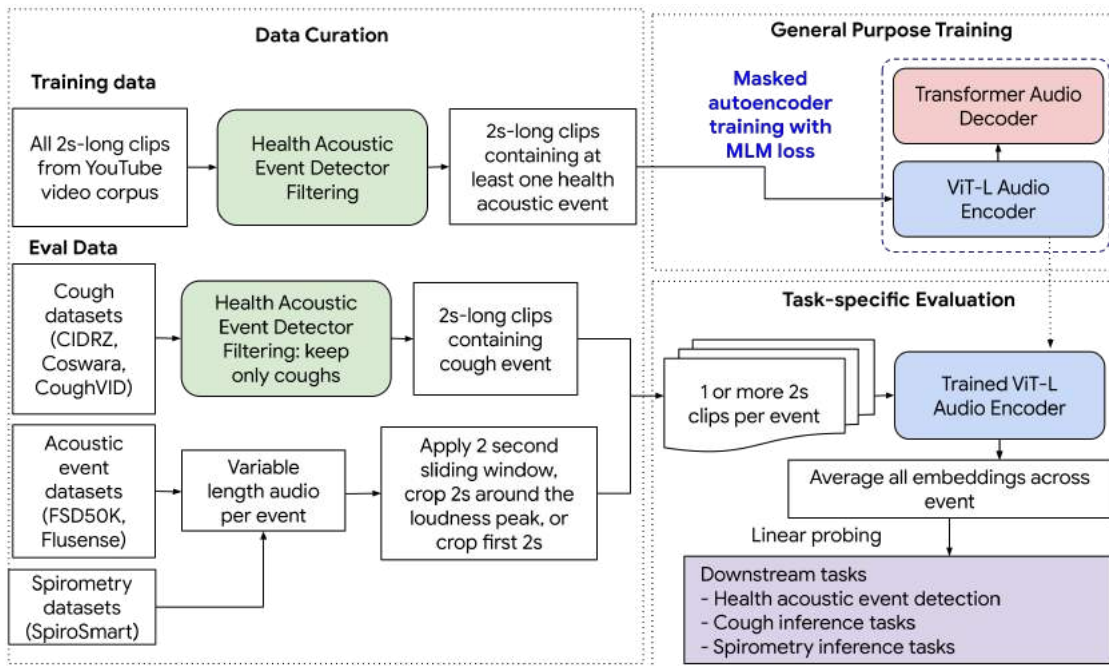 Data Curation
Training data
All 2s-long clips
from YouTube
video corpus
Health Acoustic
Event Detector
Filtering
2s-long clips
containing at
least one health
acoustic event
Eval Data
Cough
datasets
(CIDRZ,
Coswara,
CoughVID)
Health Acoustic
Event Detector
Filtering: keep
only coughs
2s-long clips
containing
cough event
Acoustic
event
datasets
(FSD50K,
Flusense)
Variable
length audio
per event
Apply 2 second
sliding window,
crop 2s around the
loudness peak, or
crop first 2s
Spirometry
datasets
(SpiroSmart)
General Purpose Training
Masked
autoencoder
training with
MLM loss
Transformer Audio
Decoder
ViT-L Audio
Encoder
Task-specific Evaluation
1 or more 2s
clips per event
Trained ViT-L
Audio Encoder
Average all embeddings across
event
Linear probing
Downstream tasks
- Health acoustic event detection
- Cough inference tasks
- Spirometry inference tasks